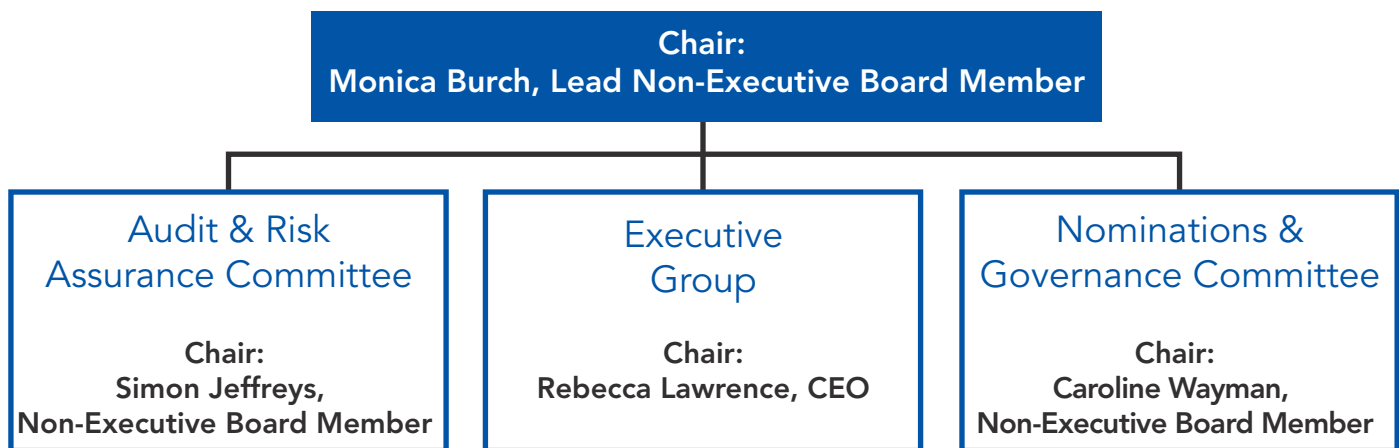 Chair:
Monica Burch, Lead Non-Executive Board Member
Audit & Risk
Assurance Committee
Chair:
Simon Jeffreys,
Non-Executive Board Member
Executive
Group
Chair:
Rebecca Lawrence, CEO
Nominations &
Governance Committee
Chair:
Caroline Wayman,
Non-Executive Board Member